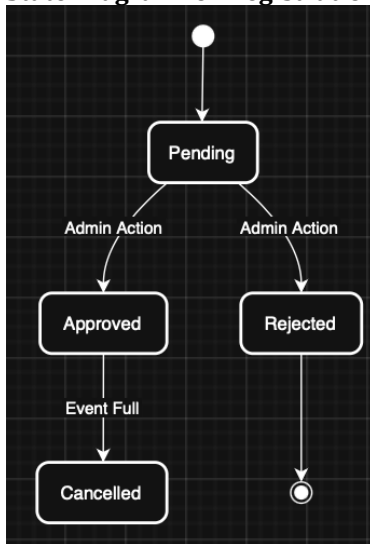 Pending
Admin Action
Admin Action
Approved
Rejected
Event Full
Cancelled